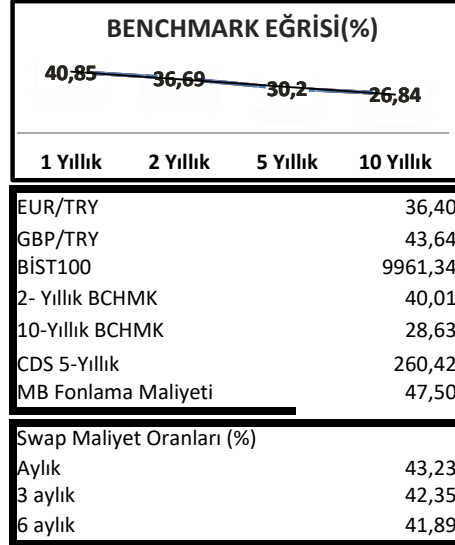 BENCHMARK EĞRİSİ(%)
40,85 36,69 30,2 26,84
1 Yıllık 2 Yıllık 5 Yıllık 10 Yıllık
EUR/TRY 36,40
GBP/TRY 43,64
BİST100 9961,34
2- Yıllık BCHMK 40,01
10-Yıllık BCHMK 28,63
CDS 5-Yıllık 260,42
MB Fonlama Maliyeti 47,50
Swap Maliyet Oranları (%)
Aylık 43,23
3 aylık 42,35
6 aylık 41,89